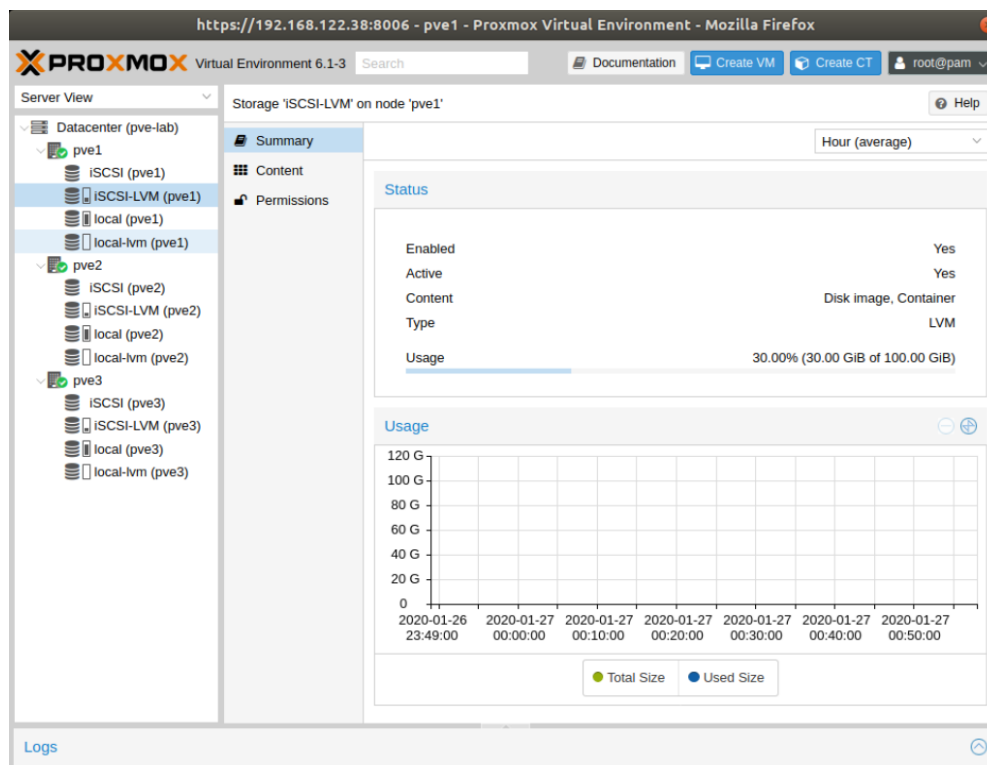 https://192.168.122.38:8006 - pve1 - Proxmox Virtual Environment - Mozilla Firefox
PROXMOX Virtual Environment 6.1-3 Search Documentation Create VM Create CT root@pam
Server View
Storage 'iSCSI-LVM' on node 'pve1' Help
Datacenter (pve-lab)
pve1
iSCSI (pve1)
iSCSI-LVM (pve1)
local (pve1)
local-lvm (pve1)
pve2
iSCSI (pve2)
iSCSI-LVM (pve2)
local (pve2)
local-lvm (pve2)
pve3
iSCSI (pve3)
iSCSI-LVM (pve3)
local (pve3)
local-lvm (pve3)
Summary
Content
Permissions
Hour (average)
Status
Enabled Yes
Active Yes
Content Disk image, Container
Type LVM
Usage 30.00% (30.00 GiB of 100.00 GiB)
Usage
120 G
100 G
80 G
60 G
40 G
20 G
0
2020-01-26 2020-01-27 2020-01-27 2020-01-27 2020-01-27 2020-01-27 2020-01-27
23:49:00 00:00:00 00:10:00 00:20:00 00:30:00 00:40:00 00:50:00
Total Size Used Size
Logs